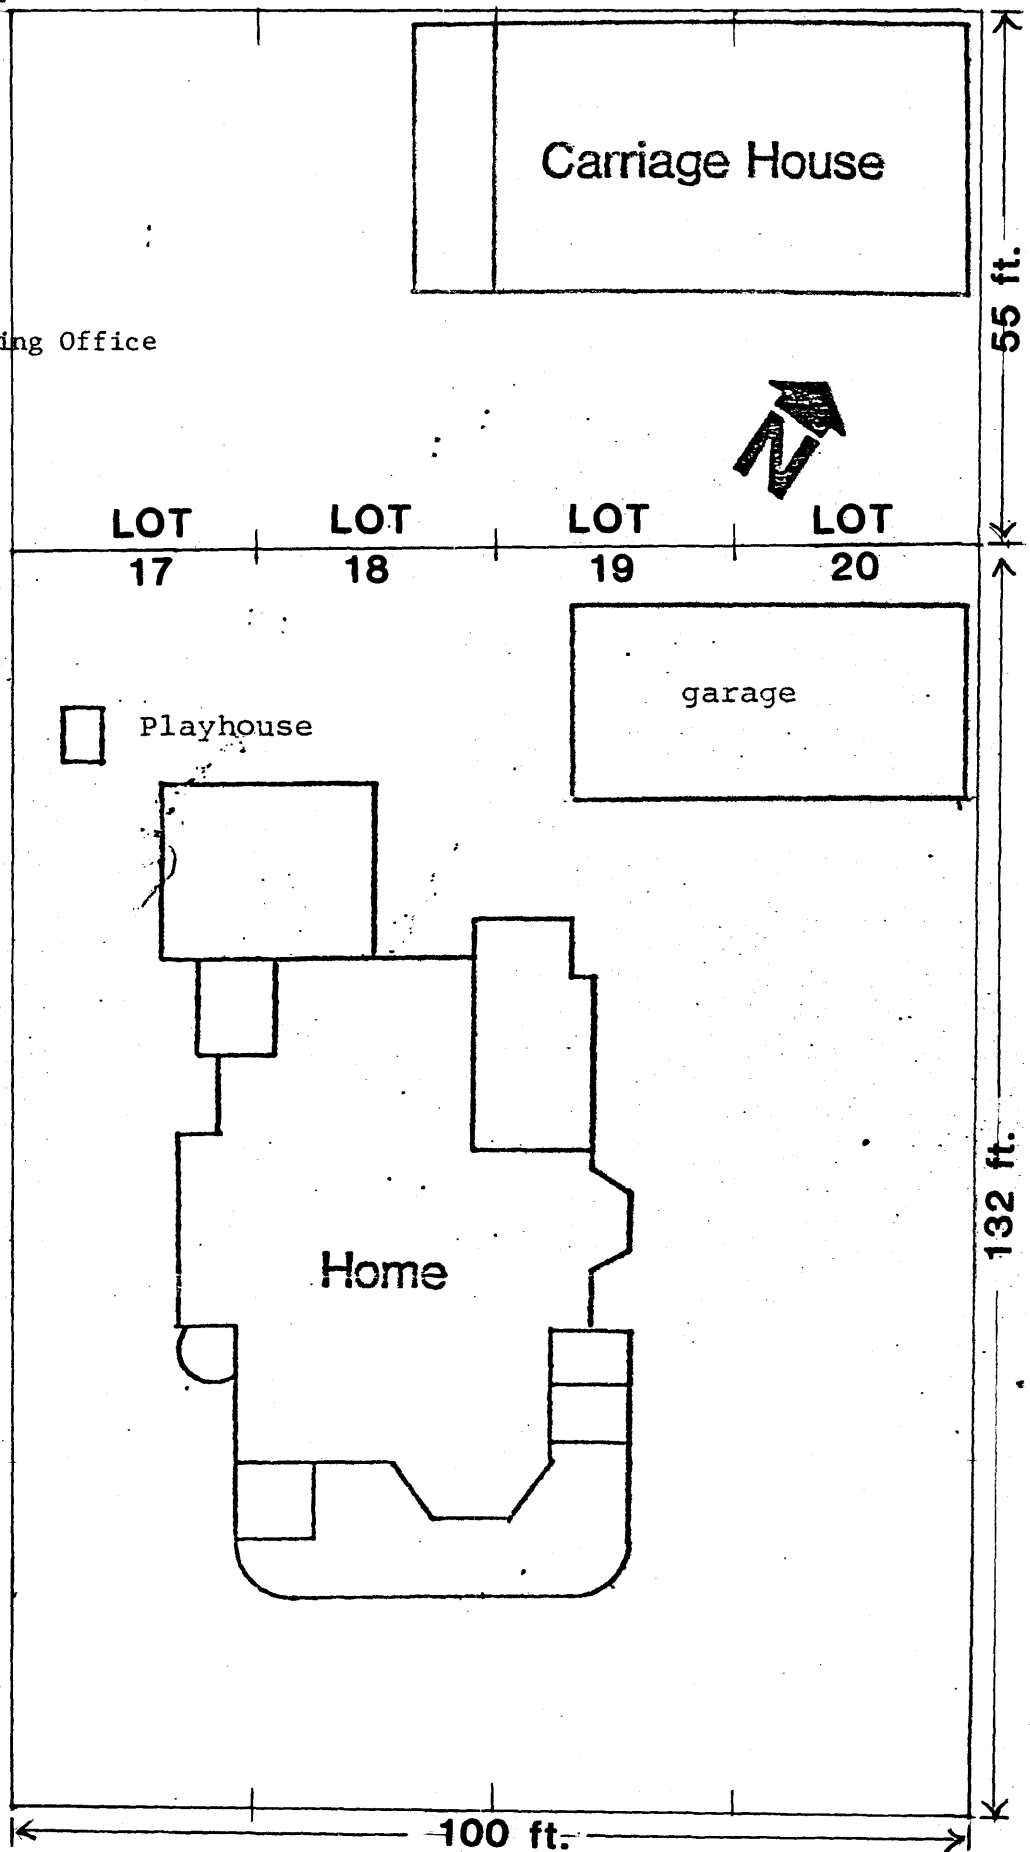 Carriage House
55 ft.
ing Office
N
LOT LOT LOT LOT
17 18 19 20
garage
Playhouse
132 ft.
Home
100 ft.